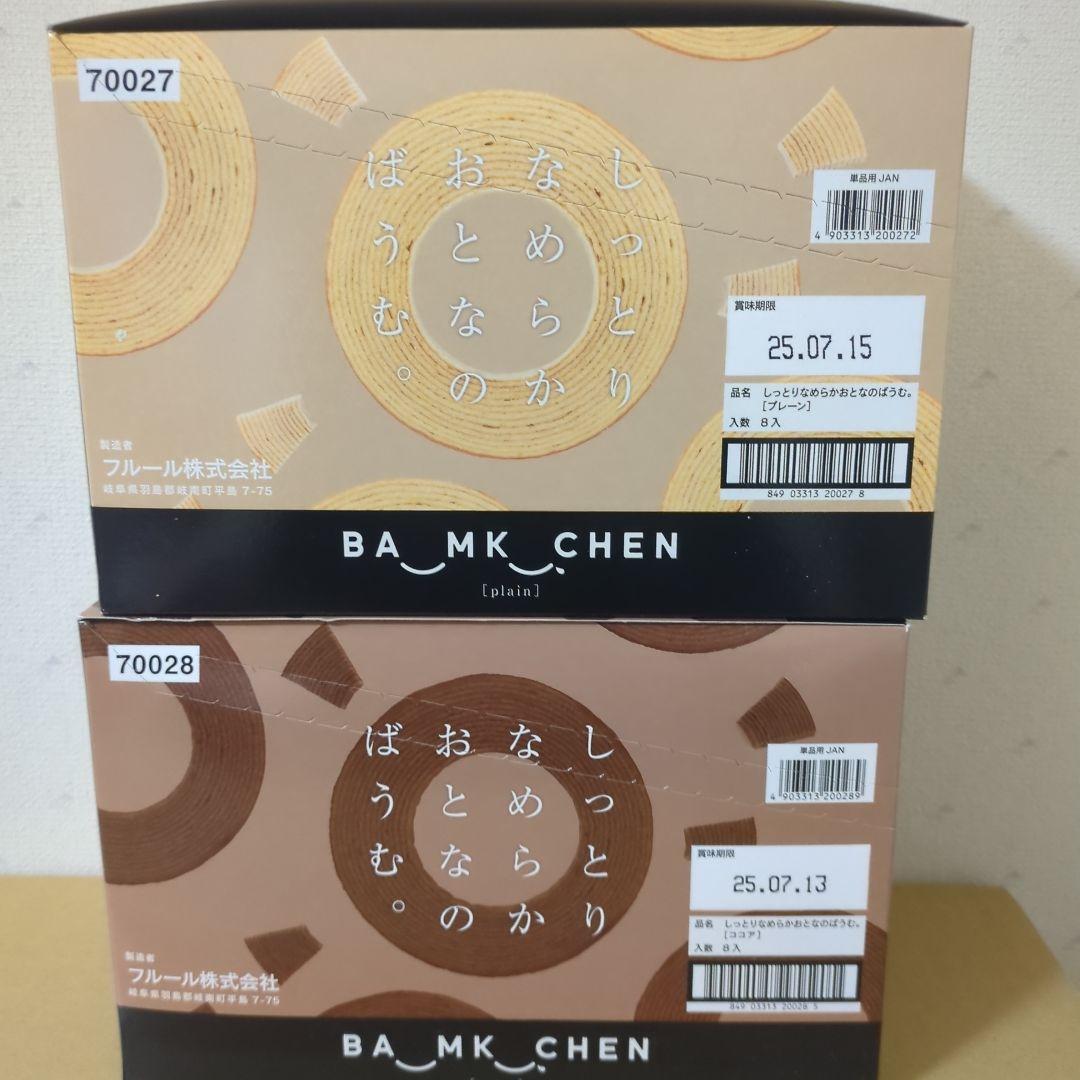 70027
しっとり
なめらか
おとなの
ばうむ。
単品用 JAN
4 903313 200272
賞味期限
25.07.15
品名 しっとりなめらかおとなのばうむ。
[プレーン]
入数 8入
849 03313 20027 8
製造者
フルール株式会社
岐阜県羽島郡岐南町平島 7-75
BA‿MK‿CHEN
[plain]
70028
しっとり
なめらか
おとなの
ばうむ。
単品用 JAN
4 903313 200289
賞味期限
25.07.13
品名 しっとりなめらかおとなのばうむ。
[ココア]
入数 8入
849 03313 20028 5
製造者
フルール株式会社
岐阜県羽島郡岐南町平島 7-75
BA‿MK‿CHEN